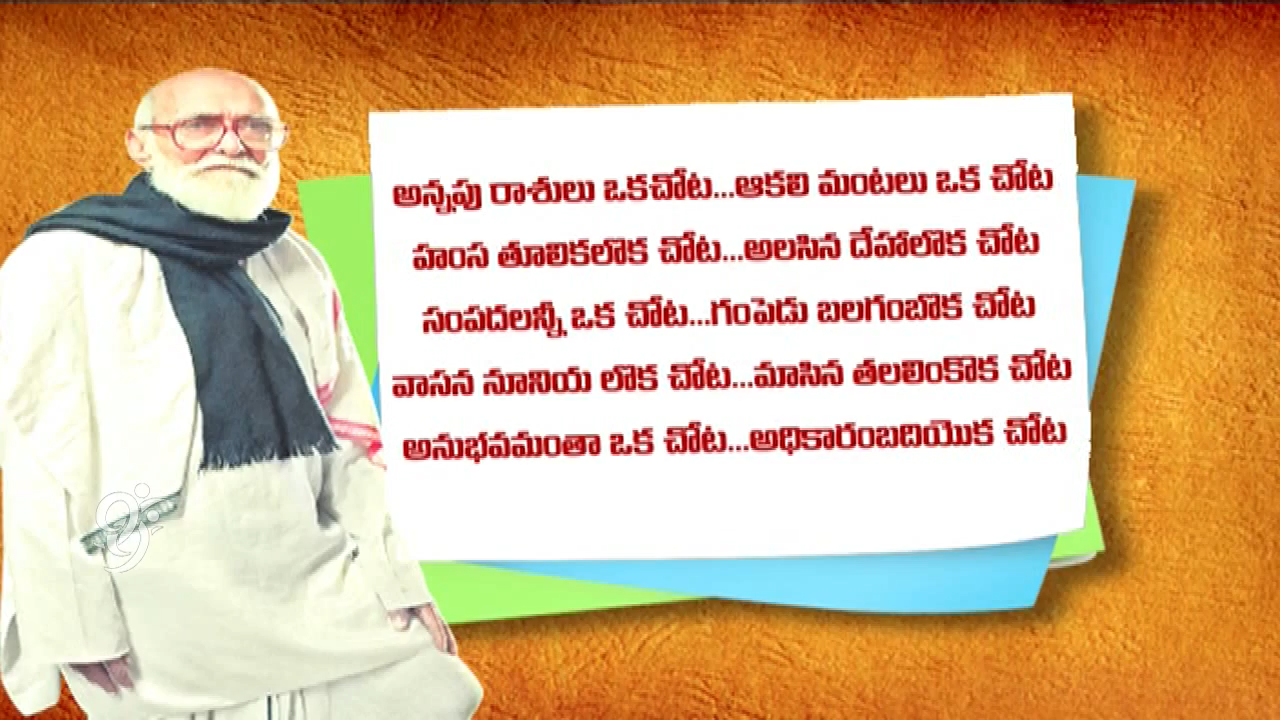 అన్నపు రాశులు ఒకచోట...ఆకలి మంటలు ఒక చోట
హంస తూలికలొక చోట...అలసిన దేహాలొక చోట
సంపదలన్నీ ఒక చోట...గంపెడు బలగంబొక చోట
వాసన నూనియ లొక చోట...మాసిన తలలింకొక చోట
అనుభవమంతా ఒక చోట...అధికారంబదియొక చోట